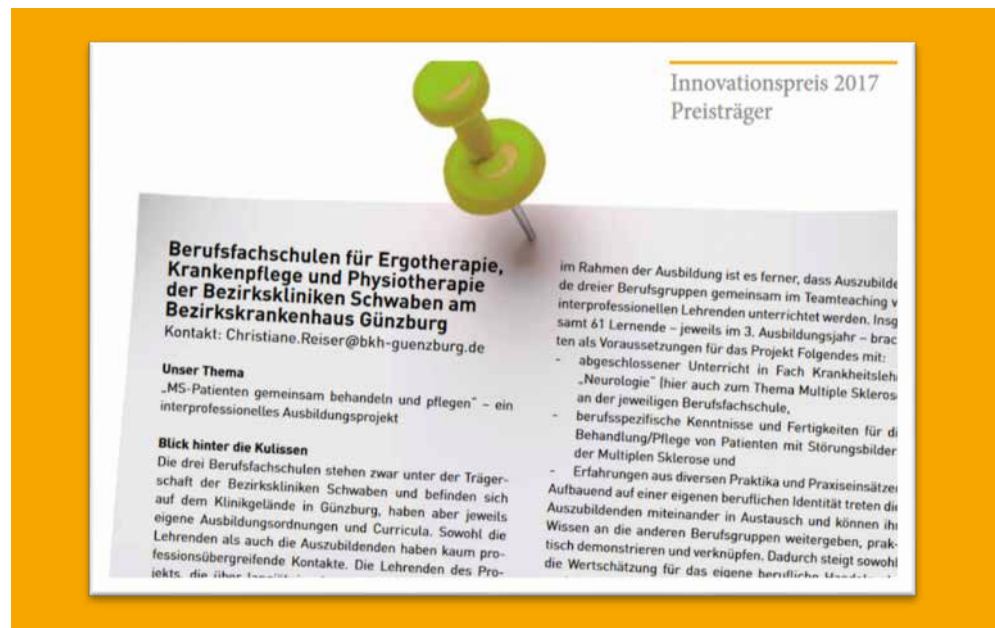 Innovationspreis 2017
Preisträger
Berufsfachschulen für Ergotherapie,
Krankenpflege und Physiotherapie
der Bezirkskliniken Schwaben am
Bezirkskrankenhaus Günzburg
Kontakt: Christiane.Reiser@bkh-guenzburg.de
Unser Thema
„MS-Patienten gemeinsam behandeln und pflegen" – ein
interprofessionelles Ausbildungsprojekt
Blick hinter die Kulissen
Die drei Berufsfachschulen stehen zwar unter der Träger-
schaft der Bezirkskliniken Schwaben und befinden sich
auf dem Klinikgelände in Günzburg, haben aber jeweils
eigene Ausbildungsordnungen und Curricula. Sowohl die
Lehrenden als auch die Auszubildenden haben kaum pro-
fessionsübergreifende Kontakte. Die Lehrenden des Pro-
jekts, die über
im Rahmen der Ausbildung ist es ferner, dass Auszubilde
de dreier Berufsgruppen gemeinsam im Teamteaching v
interprofessionellen Lehrenden unterrichtet werden. Insg
samt 61 Lernende – jeweils im 3. Ausbildungsjahr – brac
ten als Voraussetzungen für das Projekt Folgendes mit:
- abgeschlossener Unterricht in Fach Krankheitsleh
„Neurologie" (hier auch zum Thema Multiple Skleros
an der jeweiligen Berufsfachschule,
- berufsspezifische Kenntnisse und Fertigkeiten für di
Behandlung/Pflege von Patienten mit Störungsbilder
der Multiplen Sklerose und
- Erfahrungen aus diversen Praktika und Praxiseinsätze
Aufbauend auf einer eigenen beruflichen Identität treten die
Auszubildenden miteinander in Austausch und können ihr
Wissen an die anderen Berufsgruppen weitergeben, prak-
tisch demonstrieren und verknüpfen. Dadurch steigt sowohl
die Wertschätzung für das eigene berufliche